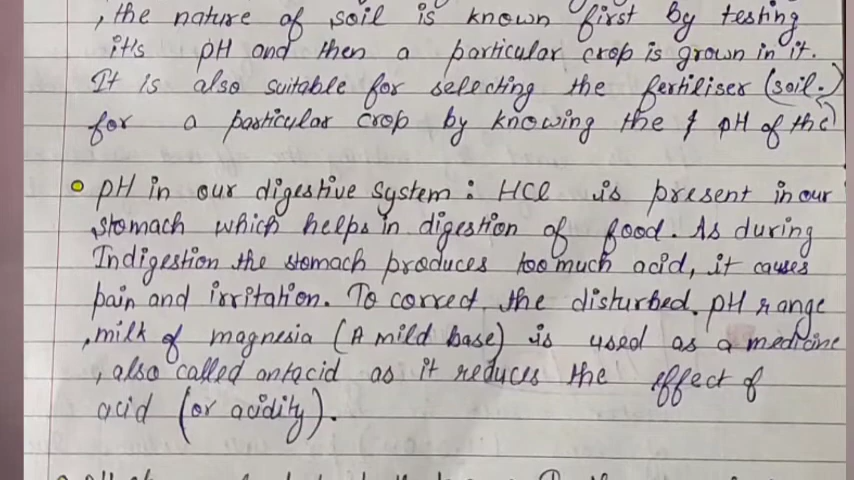 , the nature of soil is known first by testing
it's pH and then a particular crop is grown in it.
It is also suitable for selecting the fertiliser (soil.)
for a particular crop by knowing the pH of the
pH in our digestive system : HCl is present in our
stomach which helps in digestion of food. As during
Indigestion the stomach produces too much acid, it causes
pain and irritation. To correct the disturbed pH range
, milk of magnesia (A mild base) is used as a medicine
, also called antacid as it reduces the effect of
acid (or acidity).